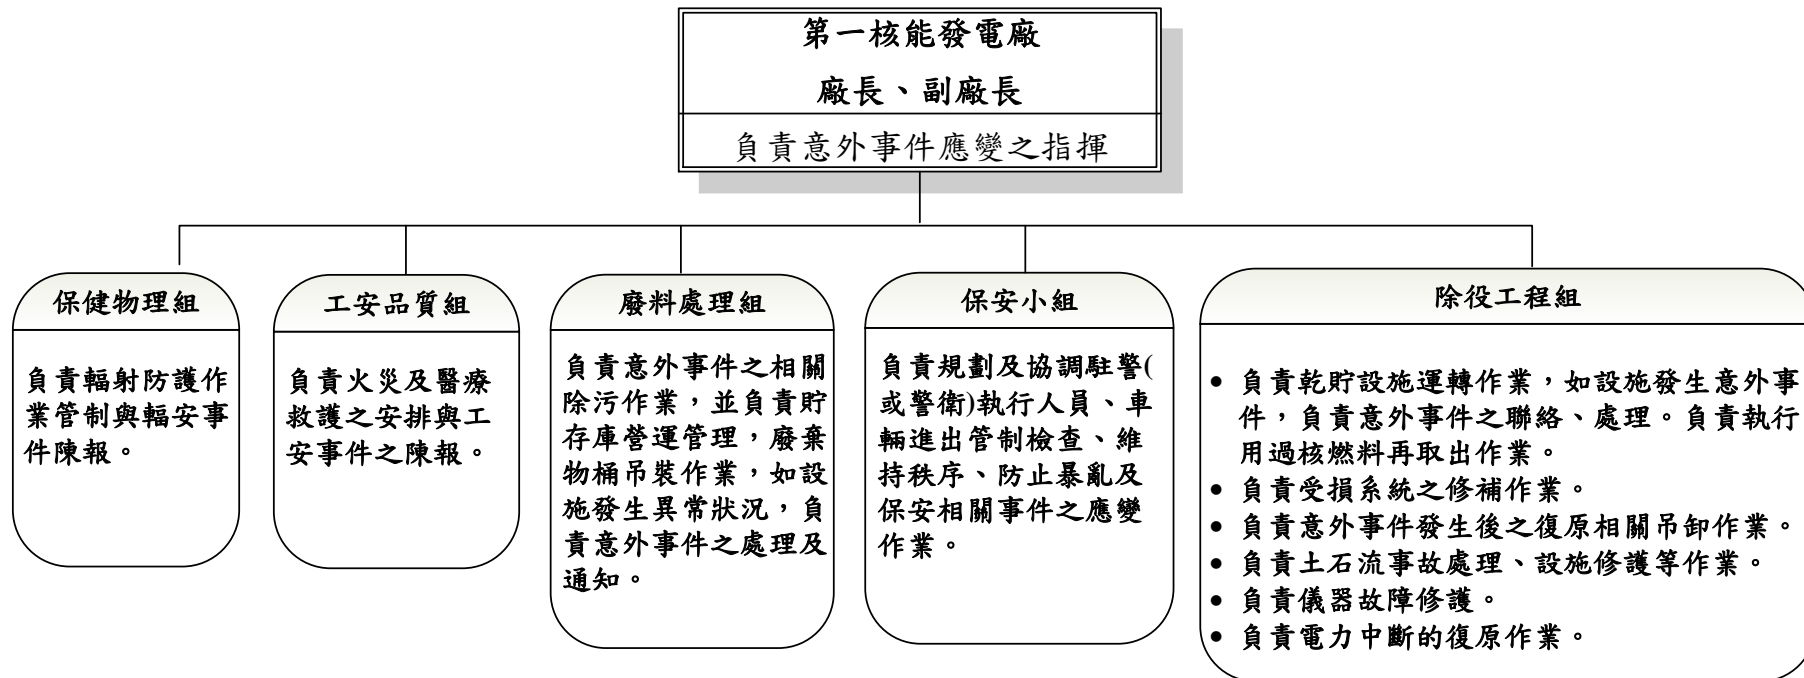 第一核能發電廠
廠長、副廠長
負責意外事件應變之指揮
保健物理組
負責輻射防護作
業管制與輻安事
件陳報。
工安品質組
負責火災及醫療
救護之安排與工
安事件之陳報。
廢料處理組
負責意外事件之相關
除污作業，並負責貯
存庫營運管理，廢棄
物桶吊裝作業，如設
施發生異常狀況，負
責意外事件之處理及
通知。
保安小組
負責規劃及協調駐警(
或警衛)執行人員、車
輛進出管制檢查、維
持秩序、防止暴亂及
保安相關事件之應變
作業。
除役工程組
• 負責乾貯設施運轉作業，如設施發生意外事
件，負責意外事件之聯絡、處理。負責執行
用過核燃料再取出作業。
• 負責受損系統之修補作業。
• 負責意外事件發生後之復原相關吊卸作業。
• 負責土石流事故處理、設施修護等作業。
• 負責儀器故障修護。
• 負責電力中斷的復原作業。